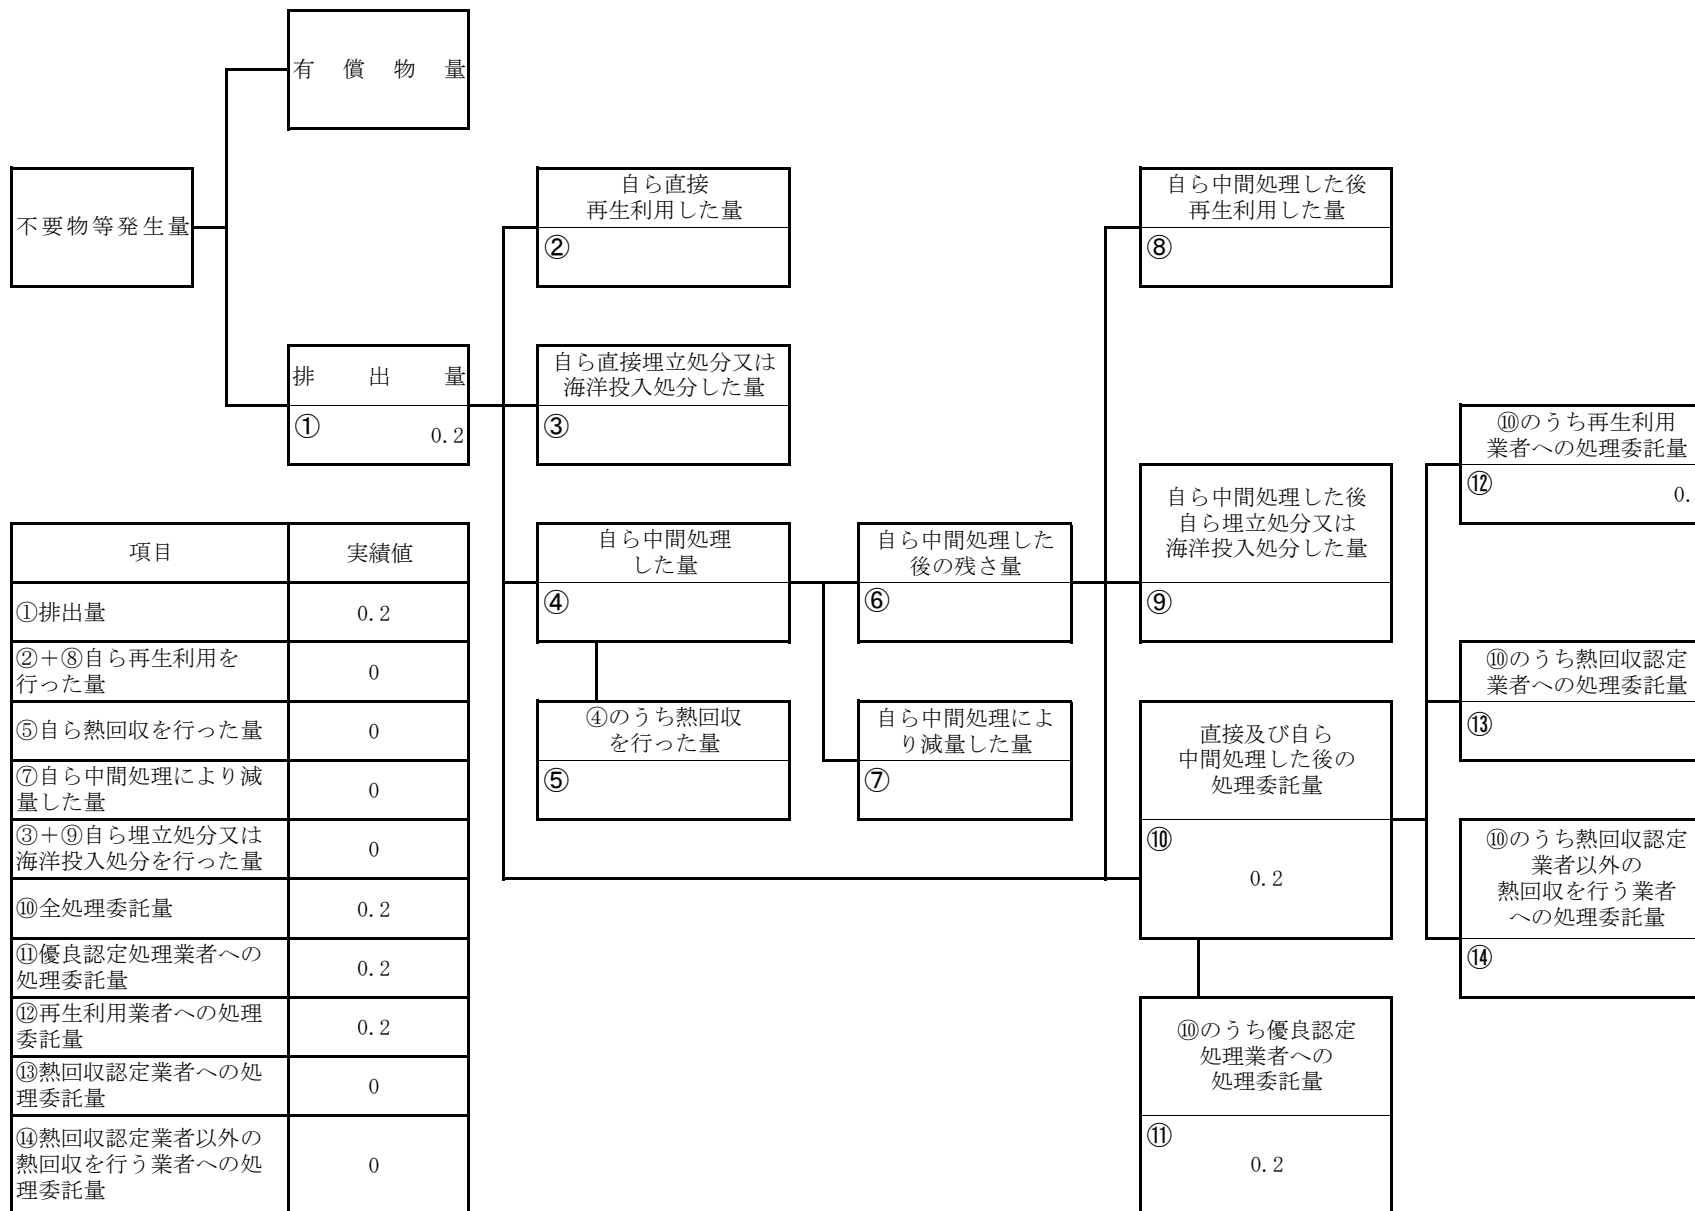 有償物量
不要物等発生量
排出量
①
0.2
自ら直接
再生利用した量
②
自ら直接埋立処分又は
海洋投入処分した量
③
自ら中間処理
した量
④
④のうち熱回収
を行った量
⑤
自ら中間処理した
後の残さ量
⑥
自ら中間処理によ
り減量した量
⑦
自ら中間処理した後
再生利用した量
⑧
自ら中間処理した後
自ら埋立処分又は
海洋投入処分した量
⑨
直接及び自ら
中間処理した後の
処理委託量
⑩
0.2
⑩のうち優良認定
処理業者への
処理委託量
⑪
0.2
⑩のうち再生利用
業者への処理委託量
⑫
0.
⑩のうち熱回収認定
業者への処理委託量
⑬
⑩のうち熱回収認定
業者以外の
熱回収を行う業者
への処理委託量
⑭
項目 実績値
①排出量 0.2
②+⑧自ら再生利用を
行った量 0
⑤自ら熱回収を行った量 0
⑦自ら中間処理により減
量した量 0
③+⑨自ら埋立処分又は
海洋投入処分を行った量 0
⑩全処理委託量 0.2
⑪優良認定処理業者への
処理委託量 0.2
⑫再生利用業者への処理
委託量 0.2
⑬熱回収認定業者への処
理委託量 0
⑭熱回収認定業者以外の
熱回収を行う業者への処
理委託量 0